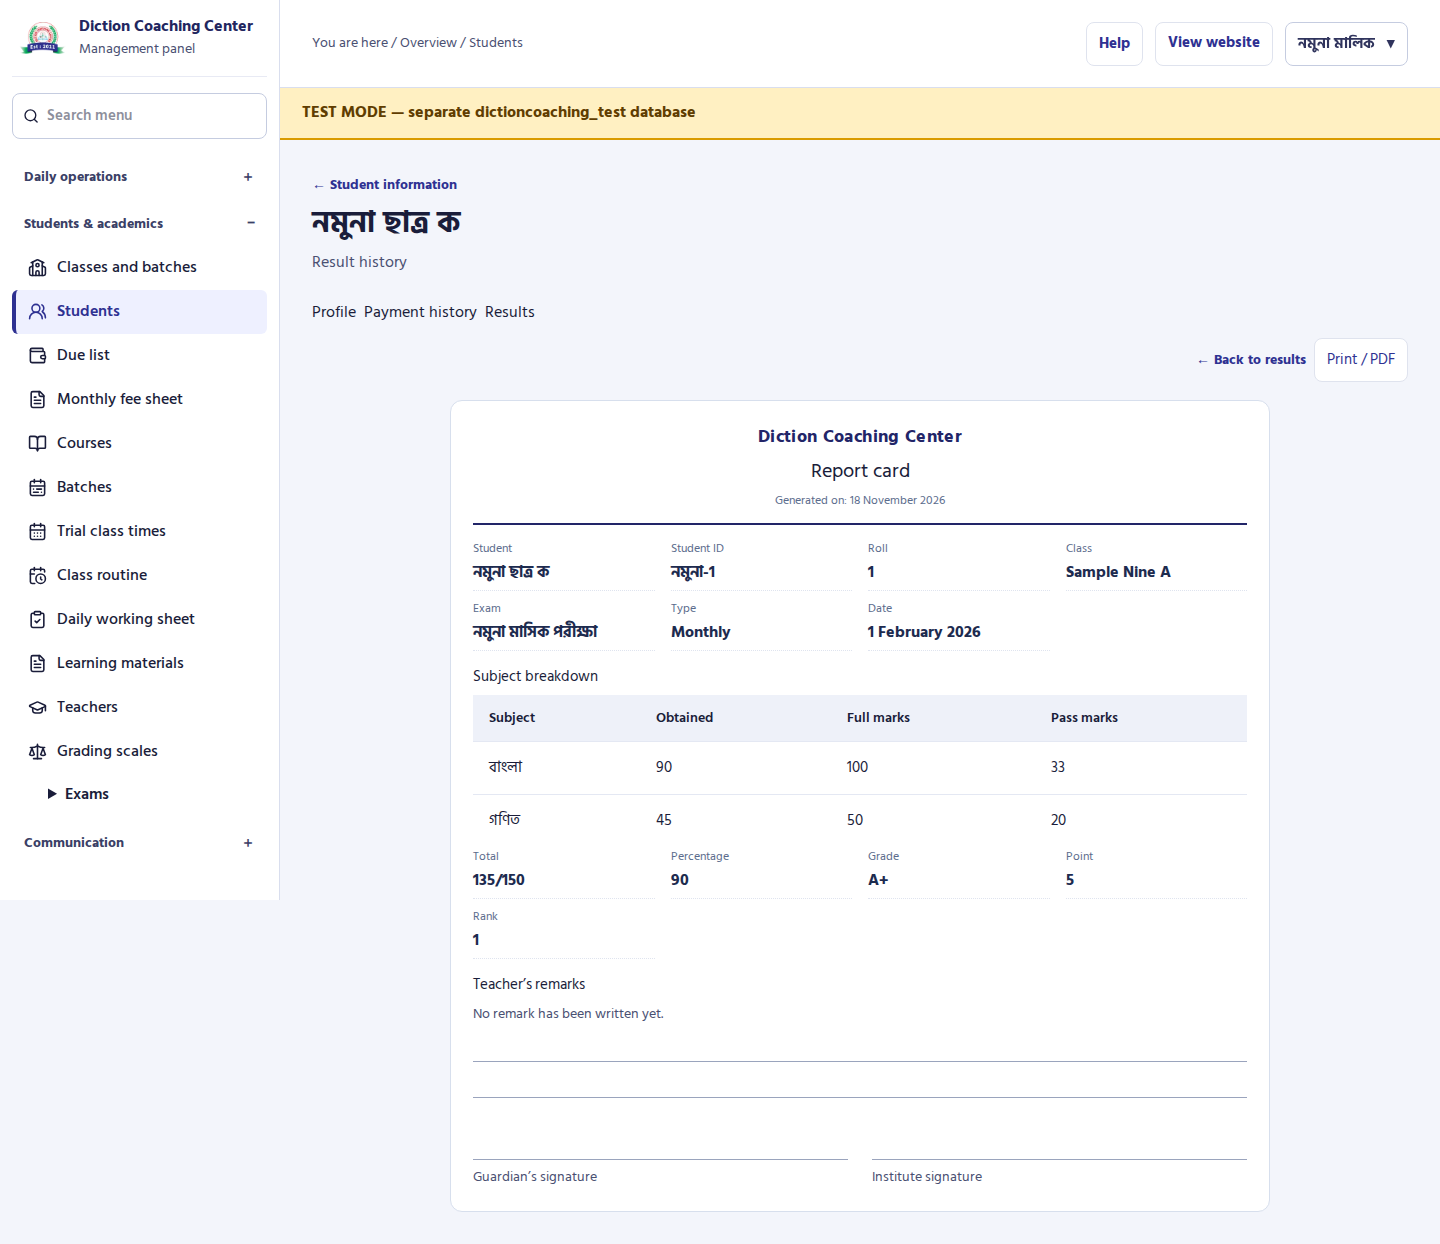 Diction Coaching Center
Management panel
Est : 2011
Search menu
Daily operations +
Students & academics −
Classes and batches
Students
Due list
Monthly fee sheet
Courses
Batches
Trial class times
Class routine
Daily working sheet
Learning materials
Teachers
Grading scales
▶ Exams
Communication +
You are here / Overview / Students
Help
View website
নমুনা মালিক ▼
TEST MODE — separate dictioncoaching_test database
← Student information
নমুনা ছাত্র ক
Result history
Profile Payment history Results
← Back to results Print / PDF
Diction Coaching Center
Report card
Generated on: 18 November 2026
Student Student ID Roll Class
নমুনা ছাত্র ক নমুনা-1 1 Sample Nine A
Exam Type Date
নমুনা মাসিক পরীক্ষা Monthly 1 February 2026
Subject breakdown
Subject Obtained Full marks Pass marks
বাংলা 90 100 33
গণিত 45 50 20
Total Percentage Grade Point
135/150 90 A+ 5
Rank
1
Teacher’s remarks
No remark has been written yet.
Guardian’s signature Institute signature